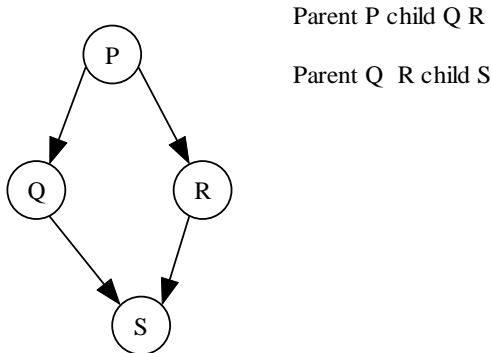 Parent P child Q R
P
Parent Q  R child S
Q
R
S